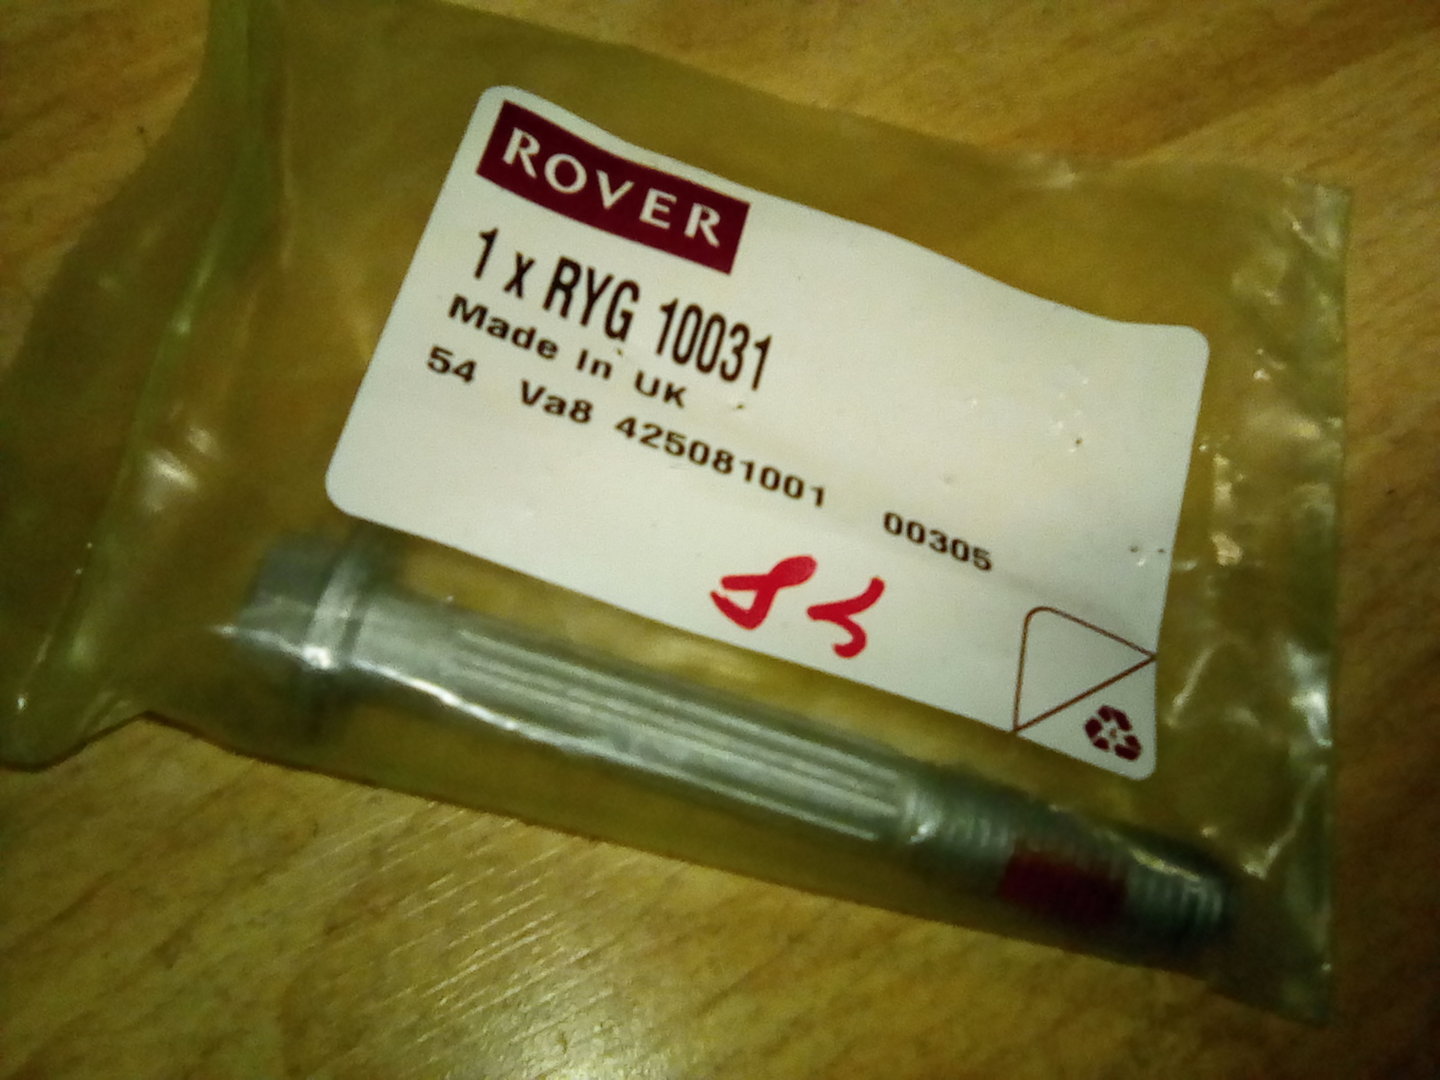 ROVER
1 x RYG 10031
Made In UK
54 Va8 425081001 00305